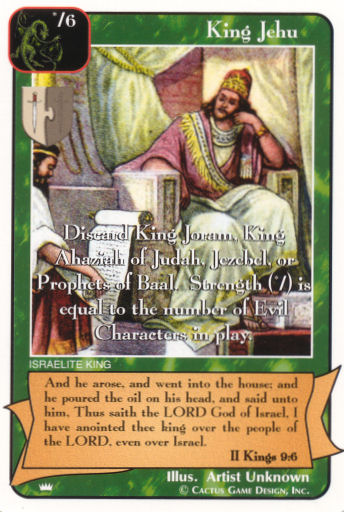 */6
King Jehu
Discard King Joram, King
Ahaziah of Judah, Jezebel, or
Prophets of Baal. Strength (*/) is
equal to the number of Evil
Characters in play.
ISRAELITE KING
And he arose, and went into the house; and
he poured the oil on his head, and said unto
him, Thus saith the LORD God of Israel, I
have anointed thee king over the people of
the LORD, even over Israel.
II Kings 9:6
Illus. Artist Unknown
© CACTUS GAME DESIGN, INC.